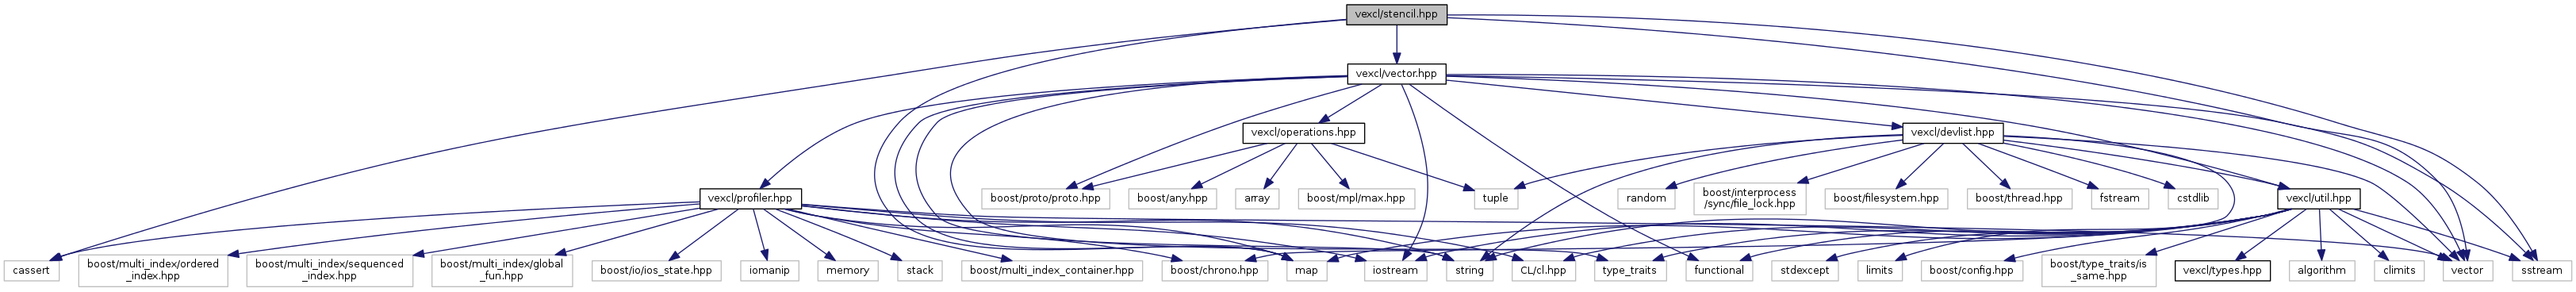 vexcl/stencil.hpp
vexcl/vector.hpp
vexcl/operations.hpp
vexcl/devlist.hpp
vexcl/profiler.hpp
boost/proto/proto.hpp
boost/any.hpp
array
boost/mpl/max.hpp
tuple
random
boost/interprocess
/sync/file_lock.hpp
boost/filesystem.hpp
boost/thread.hpp
fstream
cstdlib
vexcl/util.hpp
cassert
boost/multi_index/ordered
_index.hpp
boost/multi_index/sequenced
_index.hpp
boost/multi_index/global
_fun.hpp
boost/io/ios_state.hpp
iomanip
memory
stack
boost/multi_index_container.hpp
boost/chrono.hpp
map
iostream
string
CL/cl.hpp
type_traits
functional
stdexcept
limits
boost/config.hpp
boost/type_traits/is
_same.hpp
vexcl/types.hpp
algorithm
climits
vector
sstream